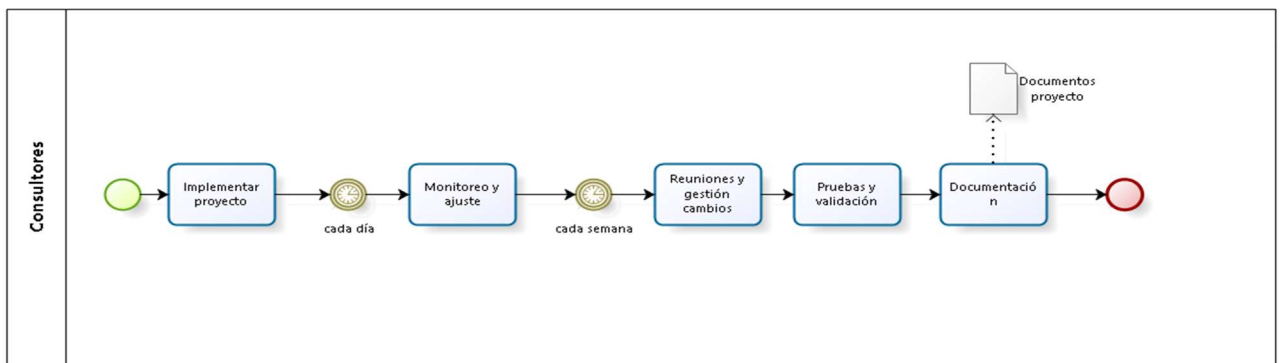 Consultores
Implementar
proyecto
cada día
Monitoreo y
ajuste
cada semana
Reuniones y
gestión
cambios
Pruebas y
validación
Documentació
n
Documentos
proyecto